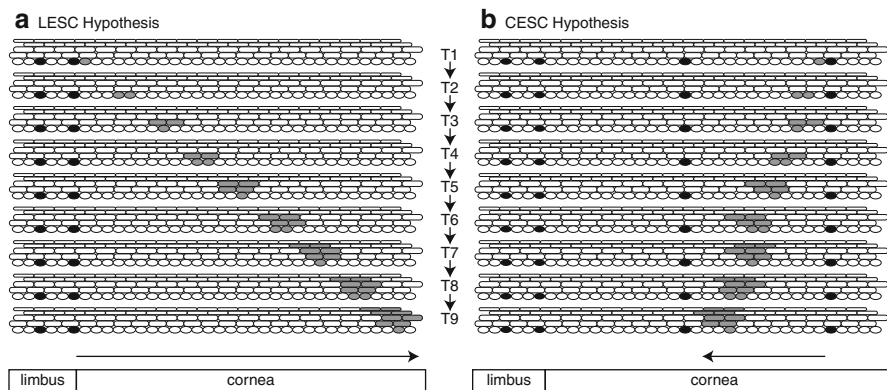 a LESC Hypothesis
b CESC Hypothesis
T1
T2
T3
T4
T5
T6
T7
T8
T9
limbus cornea
limbus cornea